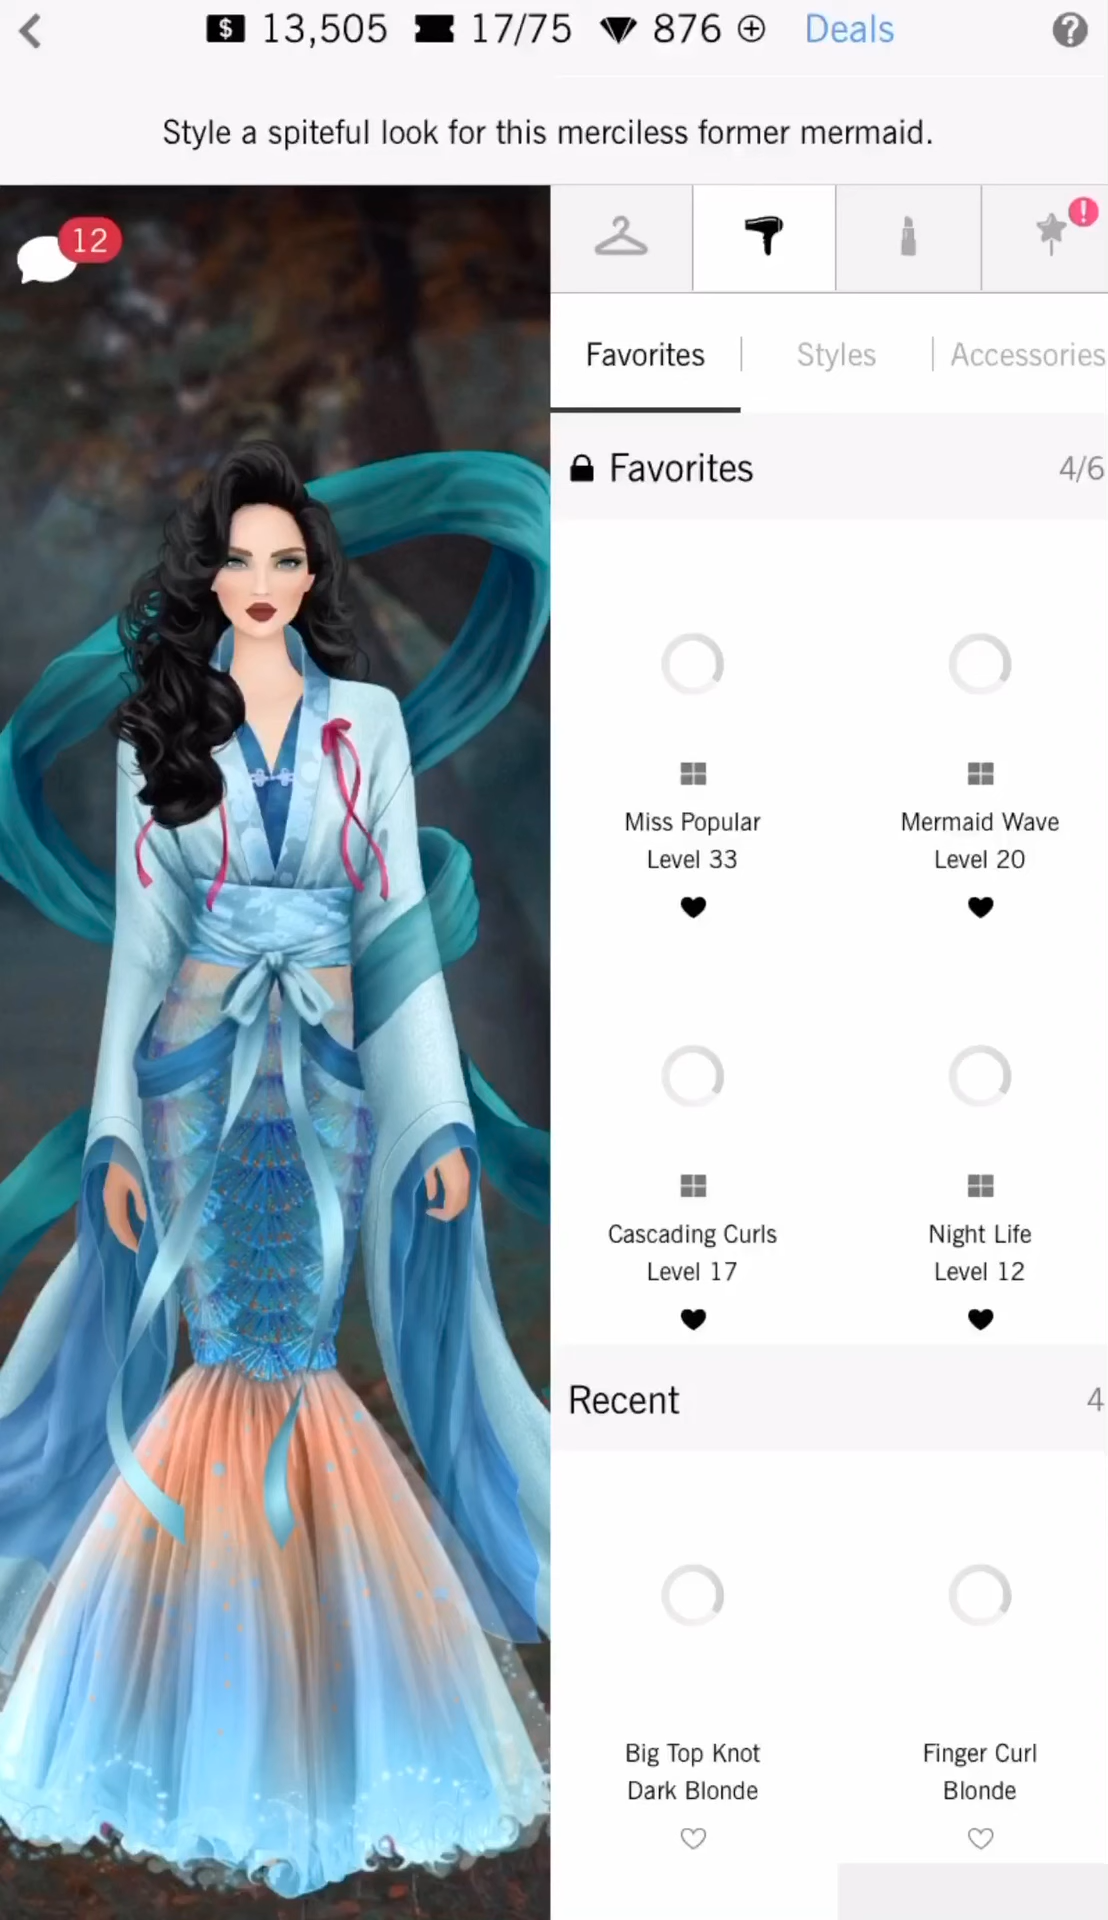 $ 13,505 17/75 876 Deals ?
Style a spiteful look for this merciless former mermaid.
12
!
Favorites Styles Accessories
Favorites 4/6
Miss Popular
Level 33
Mermaid Wave
Level 20
Cascading Curls
Level 17
Night Life
Level 12
Recent 4
Big Top Knot
Dark Blonde
Finger Curl
Blonde